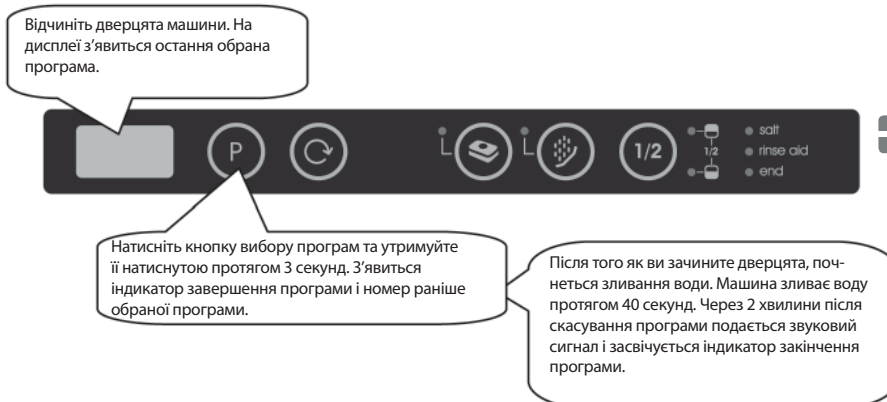 Відчиніть дверцята машини. На
дисплеї з’явиться остання обрана
програма.
P
1/2
1/2
salt
rinse aid
end
Натисніть кнопку вибору програм та утримуйте
її натиснутою протягом 3 секунд. З’явиться
індикатор завершення програми і номер раніше
обраної програми.
Після того як ви зачините дверцята, поч-
неться зливання води. Машина зливає воду
протягом 40 секунд. Через 2 хвилини після
скасування програми подається звуковий
сигнал і засвічується індикатор закінчення
програми.